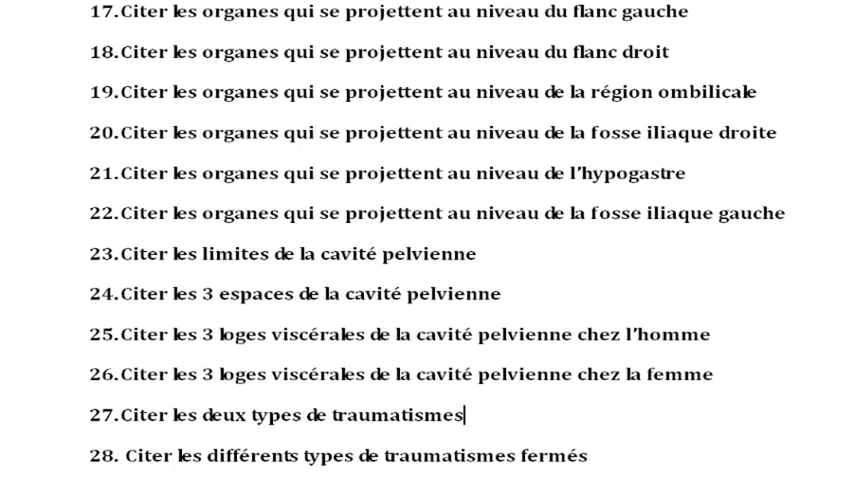 17.Citer les organes qui se projettent au niveau du flanc gauche
18.Citer les organes qui se projettent au niveau du flanc droit
19.Citer les organes qui se projettent au niveau de la région ombilicale
20.Citer les organes qui se projettent au niveau de la fosse iliaque droite
21.Citer les organes qui se projettent au niveau de l’hypogastre
22.Citer les organes qui se projettent au niveau de la fosse iliaque gauche
23.Citer les limites de la cavité pelvienne
24.Citer les 3 espaces de la cavité pelvienne
25.Citer les 3 loges viscérales de la cavité pelvienne chez l’homme
26.Citer les 3 loges viscérales de la cavité pelvienne chez la femme
27.Citer les deux types de traumatismes
28. Citer les différents types de traumatismes fermés